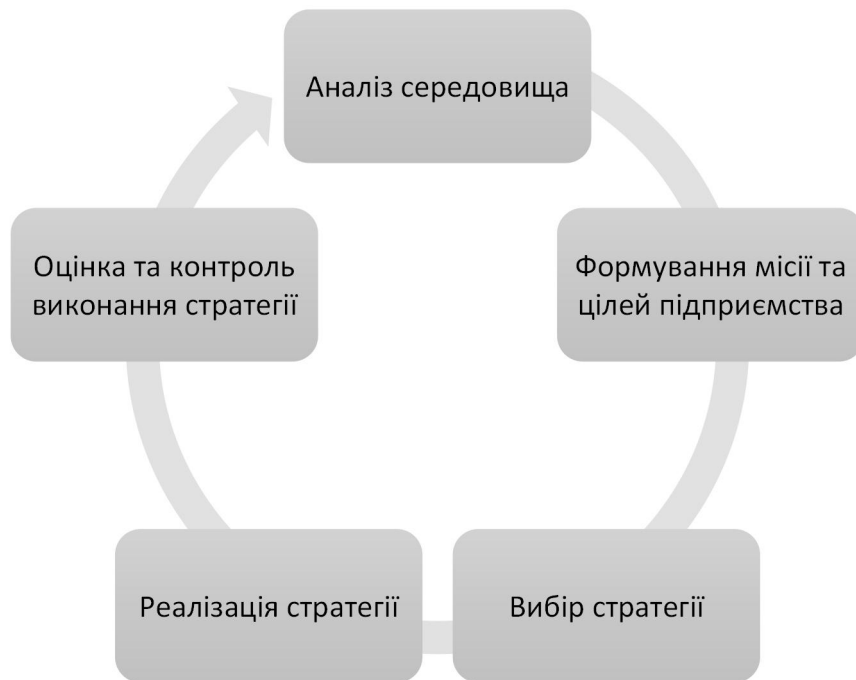 Аналіз середовища
Формування місії та
цілей підприємства
Вибір стратегії
Реалізація стратегії
Оцінка та контроль
виконання стратегії